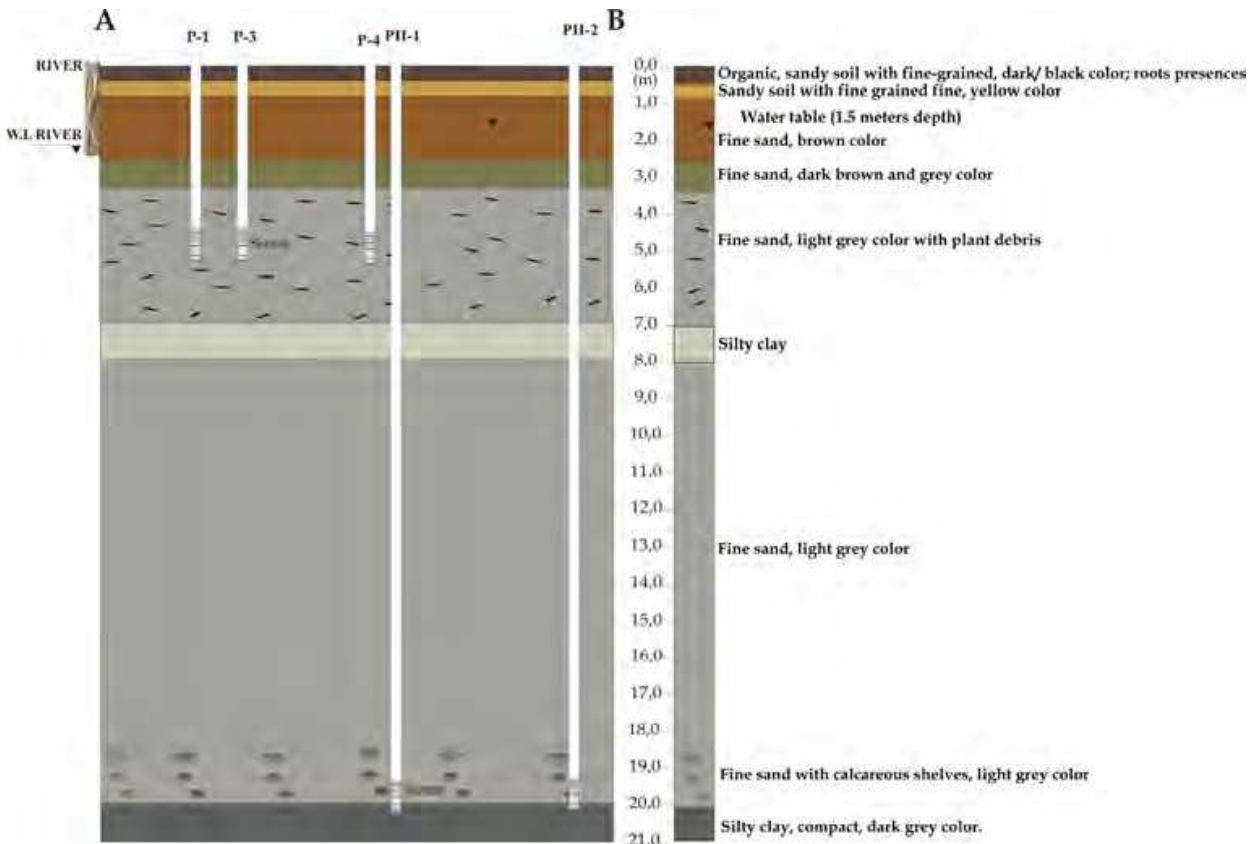 A
B
P-1 P-3 P-4 PII-1 PII-2
RIVER
W.L RIVER
0,0
(m)
1,0
2,0
3,0
4,0
5,0
6,0
7,0
8,0
9,0
10,0
11,0
12,0
13,0
14,0
15,0
16,0
17,0
18,0
19,0
20,0
21,0
Organic, sandy soil with fine-grained, dark/ black color; roots presences
Sandy soil with fine grained fine, yellow color
Water table (1.5 meters depth)
Fine sand, brown color
Fine sand, dark brown and grey color
Fine sand, light grey color with plant debris
Silty clay
Fine sand, light grey color
Fine sand with calcareous shelves, light grey color
Silty clay, compact, dark grey color.